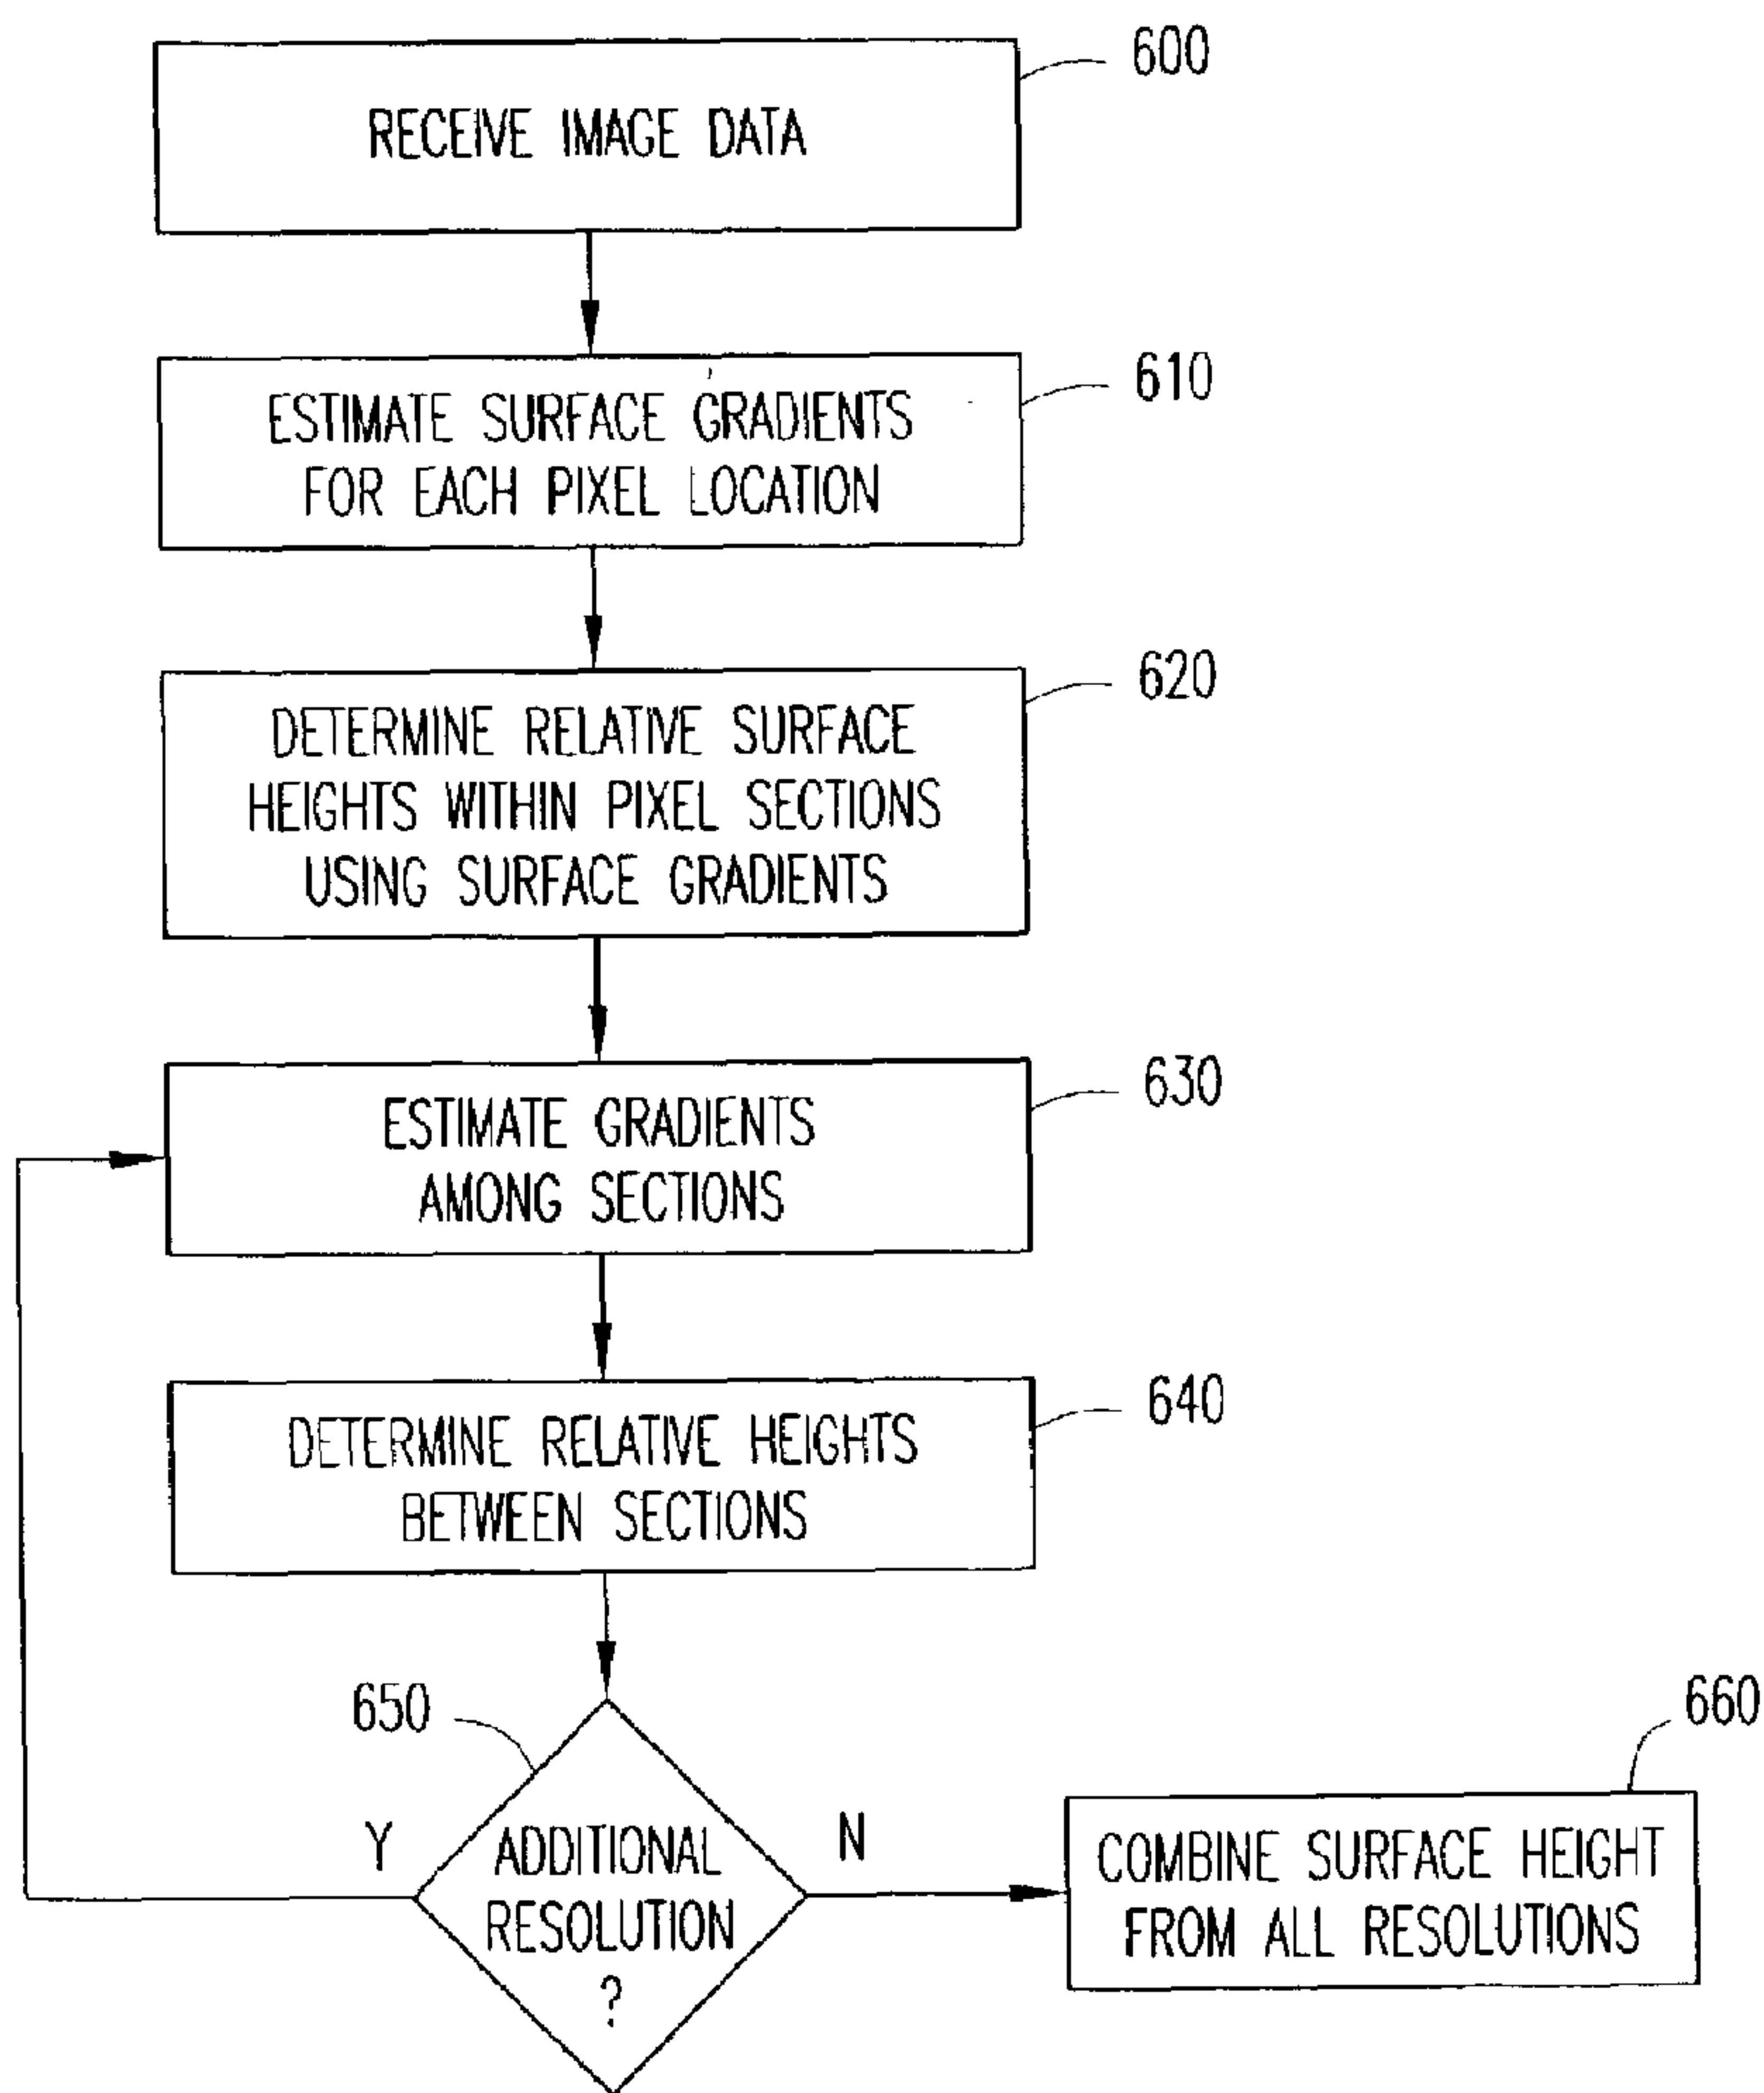 600
RECEIVE IMAGE DATA
610
ESTIMATE SURFACE GRADIENTS
FOR EACH PIXEL LOCATION
620
DETERMINE RELATIVE SURFACE
HEIGHTS WITHIN PIXEL SECTIONS
USING SURFACE GRADIENTS
630
ESTIMATE GRADIENTS
AMONG SECTIONS
640
DETERMINE RELATIVE HEIGHTS
BETWEEN SECTIONS
650
660
Y
ADDITIONAL
RESOLUTION
?
N
COMBINE SURFACE HEIGHT
FROM ALL RESOLUTIONS